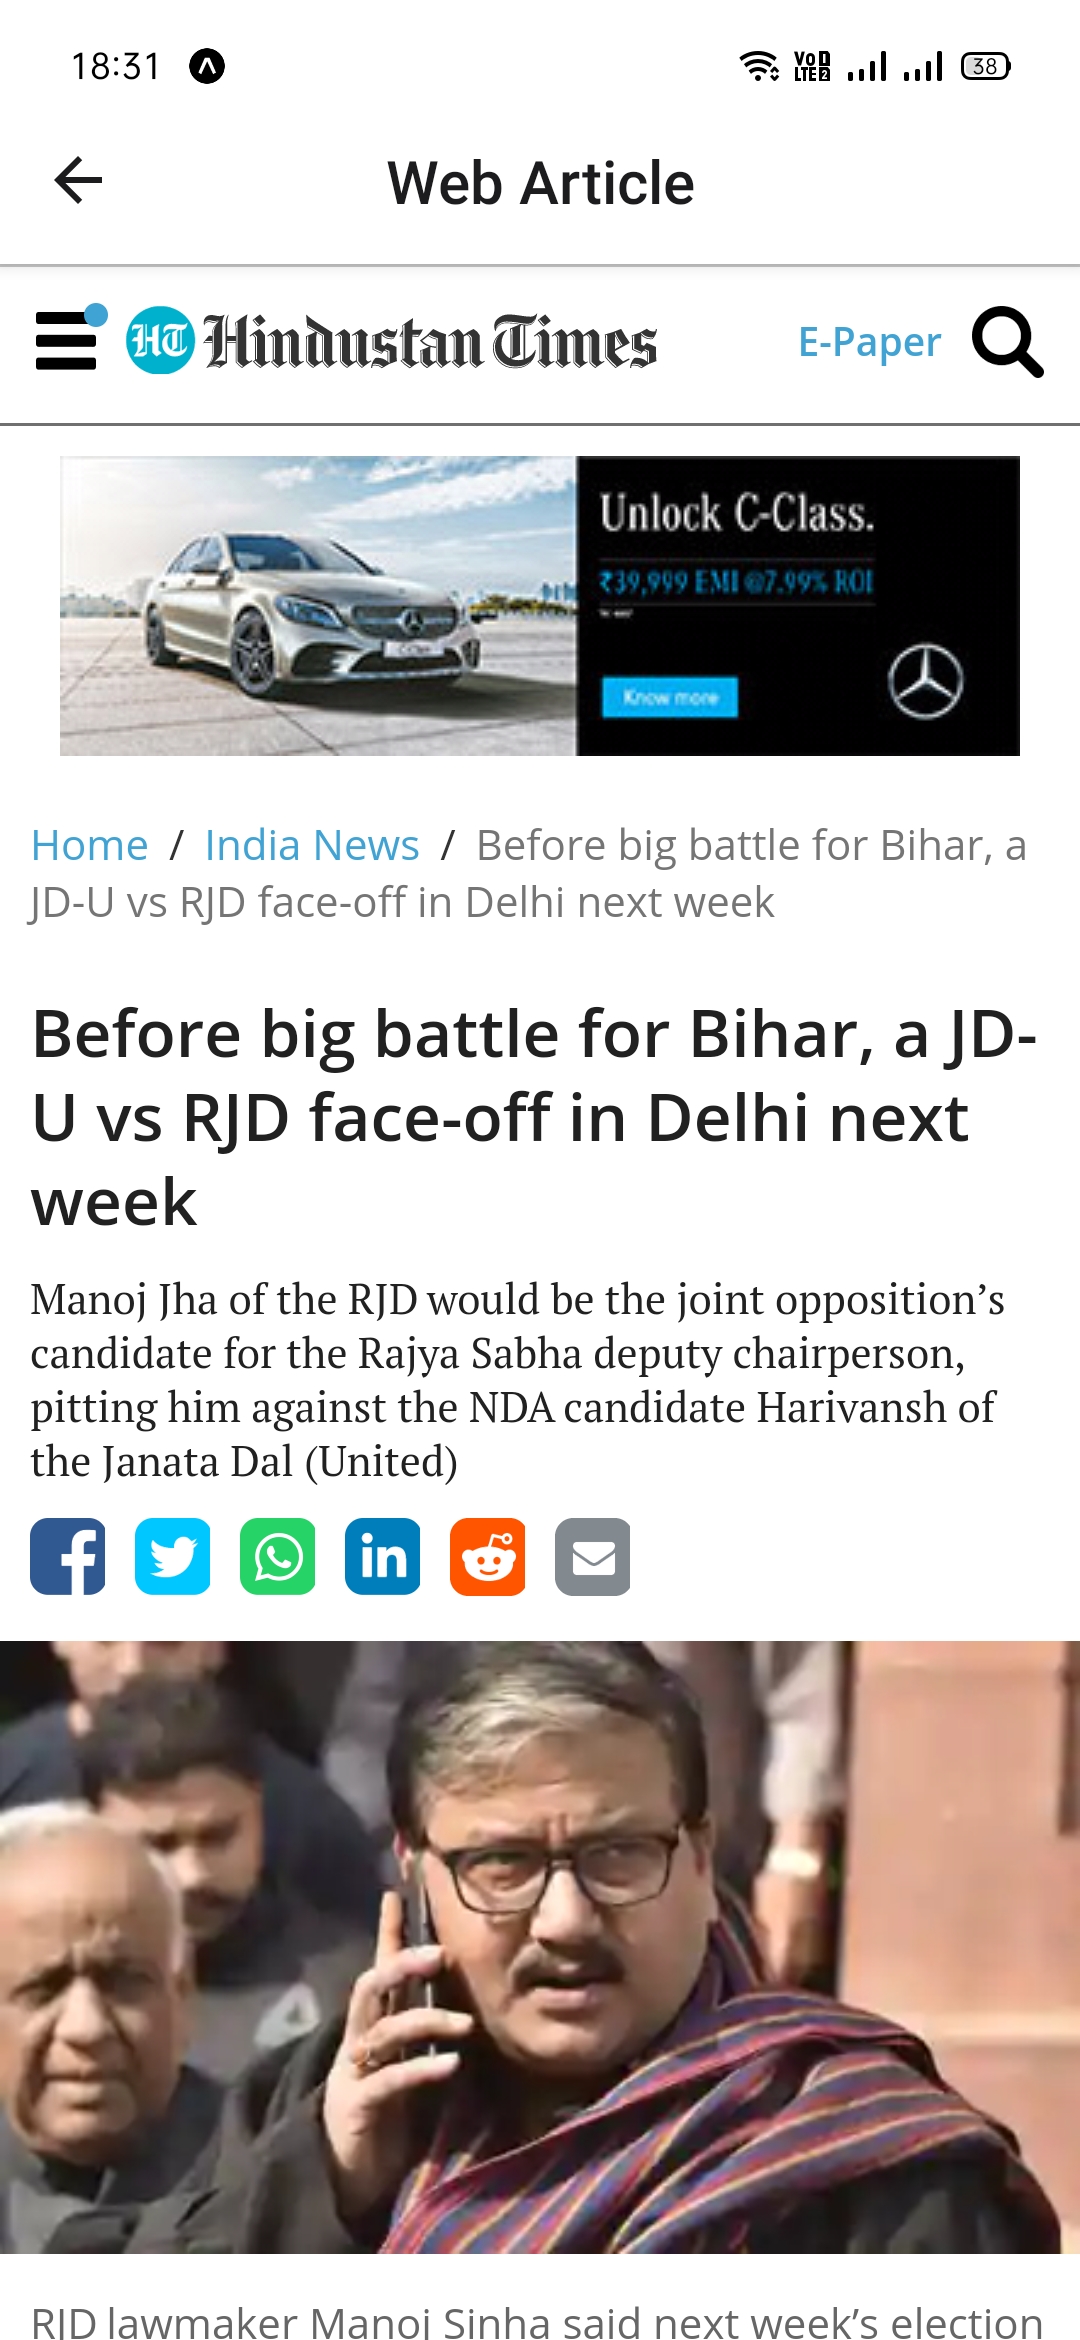 18:31
VoD
LTE2
38
Web Article
HT Hindustan Times
E-Paper
Unlock C-Class.
₹39,999 EMI @7.99% ROI
Know more
Home / India News / Before big battle for Bihar, a
JD-U vs RJD face-off in Delhi next week
Before big battle for Bihar, a JD-
U vs RJD face-off in Delhi next
week
Manoj Jha of the RJD would be the joint opposition’s
candidate for the Rajya Sabha deputy chairperson,
pitting him against the NDA candidate Harivansh of
the Janata Dal (United)
RJD lawmaker Manoj Sinha said next week’s election